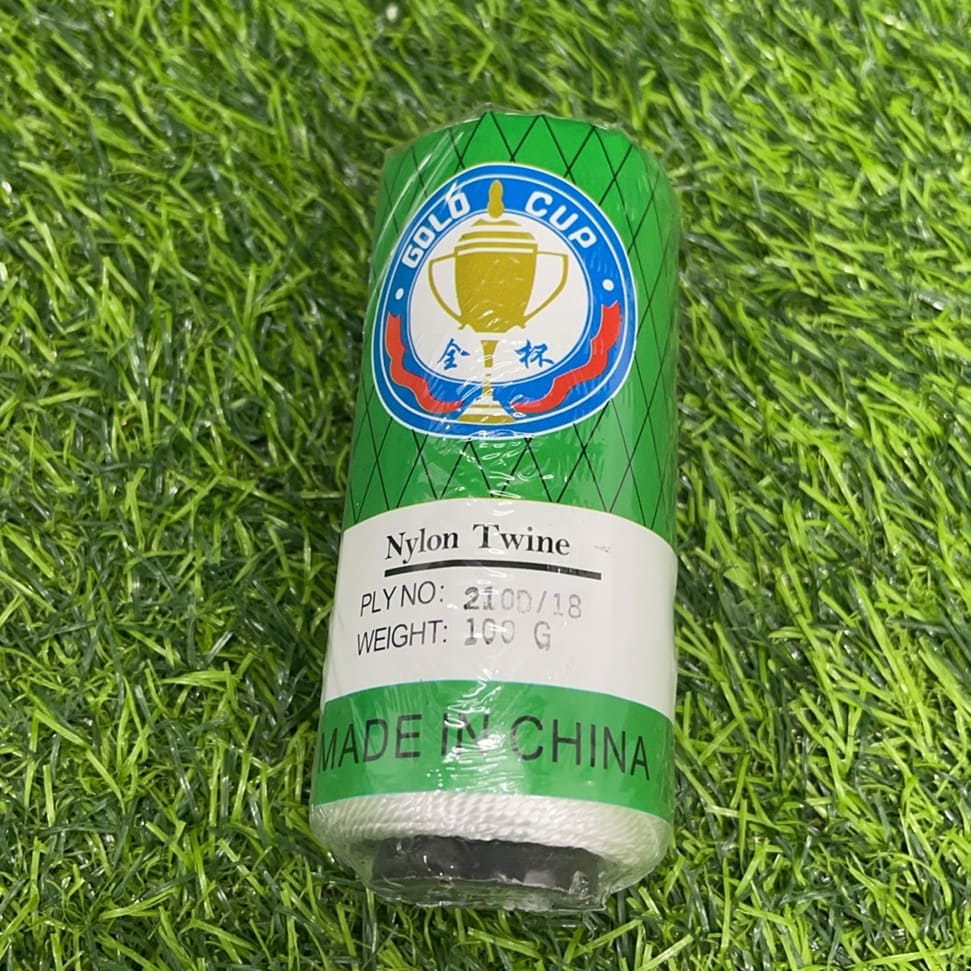 GOLD CUP
金杯
Nylon Twine
PLY NO: 210D/18
WEIGHT: 100 G
MADE IN CHINA